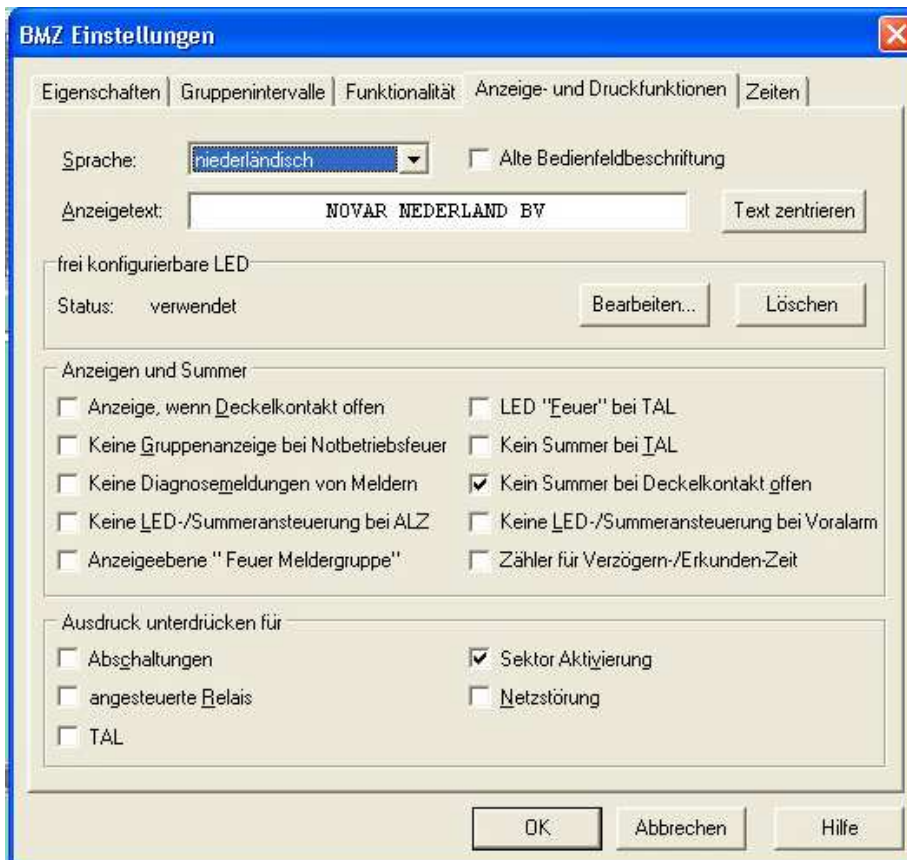 BMZ Einstellungen
Eigenschaften Gruppenintervalle Funktionalität Anzeige- und Druckfunktionen Zeiten
Sprache: niederländisch Alte Bedienfeldbeschriftung
Anzeigetext: NOVAR NEDERLAND BV Text zentrieren
frei konfigurierbare LED
Status: verwendet Bearbeiten... Löschen
Anzeigen und Summer
Anzeige, wenn Deckelkontakt offen LED "Feuer" bei TAL
Keine Gruppenanzeige bei Notbetriebsfeuer Kein Summer bei TAL
Keine Diagnosemeldungen von Meldern Kein Summer bei Deckelkontakt offen
Keine LED-/Summeransteuerung bei ALZ Keine LED-/Summeransteuerung bei Voralarm
Anzeigeebene " Feuer Meldergruppe" Zähler für Verzögern-/Erkunden-Zeit
Ausdruck unterdrücken für
Abschaltungen Sektor Aktivierung
angesteuerte Relais Netzstörung
TAL
OK Abbrechen Hilfe